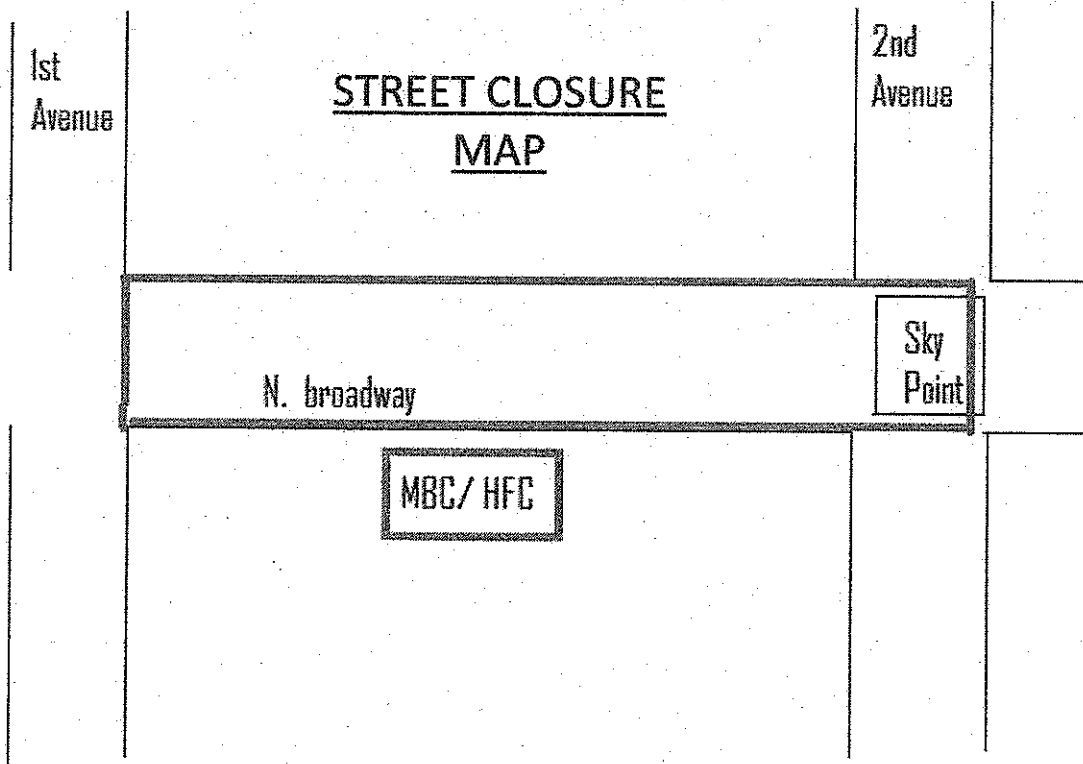 1st
Avenue
STREET CLOSURE
MAP
2nd
Avenue
Sky
Point
N. broadway
MBC/ HFC